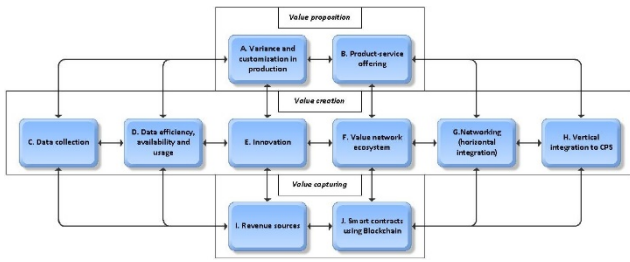 Value proposition
A. Variance and
customization in
production
B. Product-service
offering
Value creation
C. Data collection
D. Data efficiency,
availability and
usage
E. Innovation
F. Value network
ecosystem
G.Networking
(horizontal
integration)
H. Vertical
integration to CPS
Value capturing
I. Revenue sources
J. Smart contracts
using Blockchain